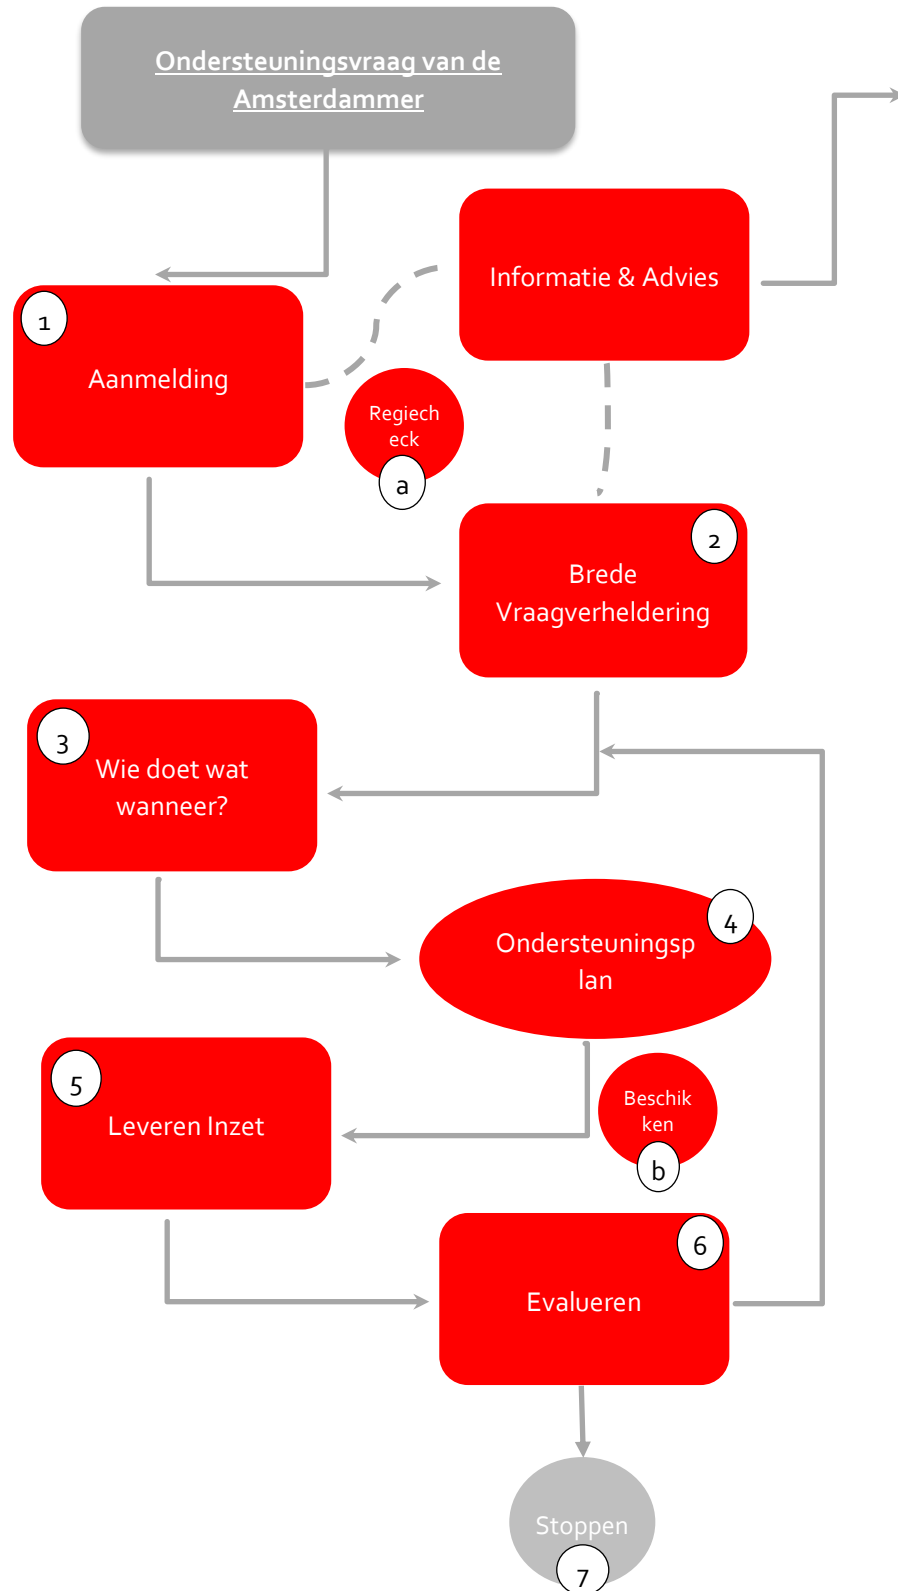 Ondersteuningsvraag van de
Amsterdammer
Informatie & Advies
1
Aanmelding
Regiech
eck
a
2
Brede
Vraagverheldering
3
Wie doet wat
wanneer?
4
Ondersteuningsp
lan
5
Leveren Inzet
Beschik
ken
b
6
Evalueren
Stoppen
7